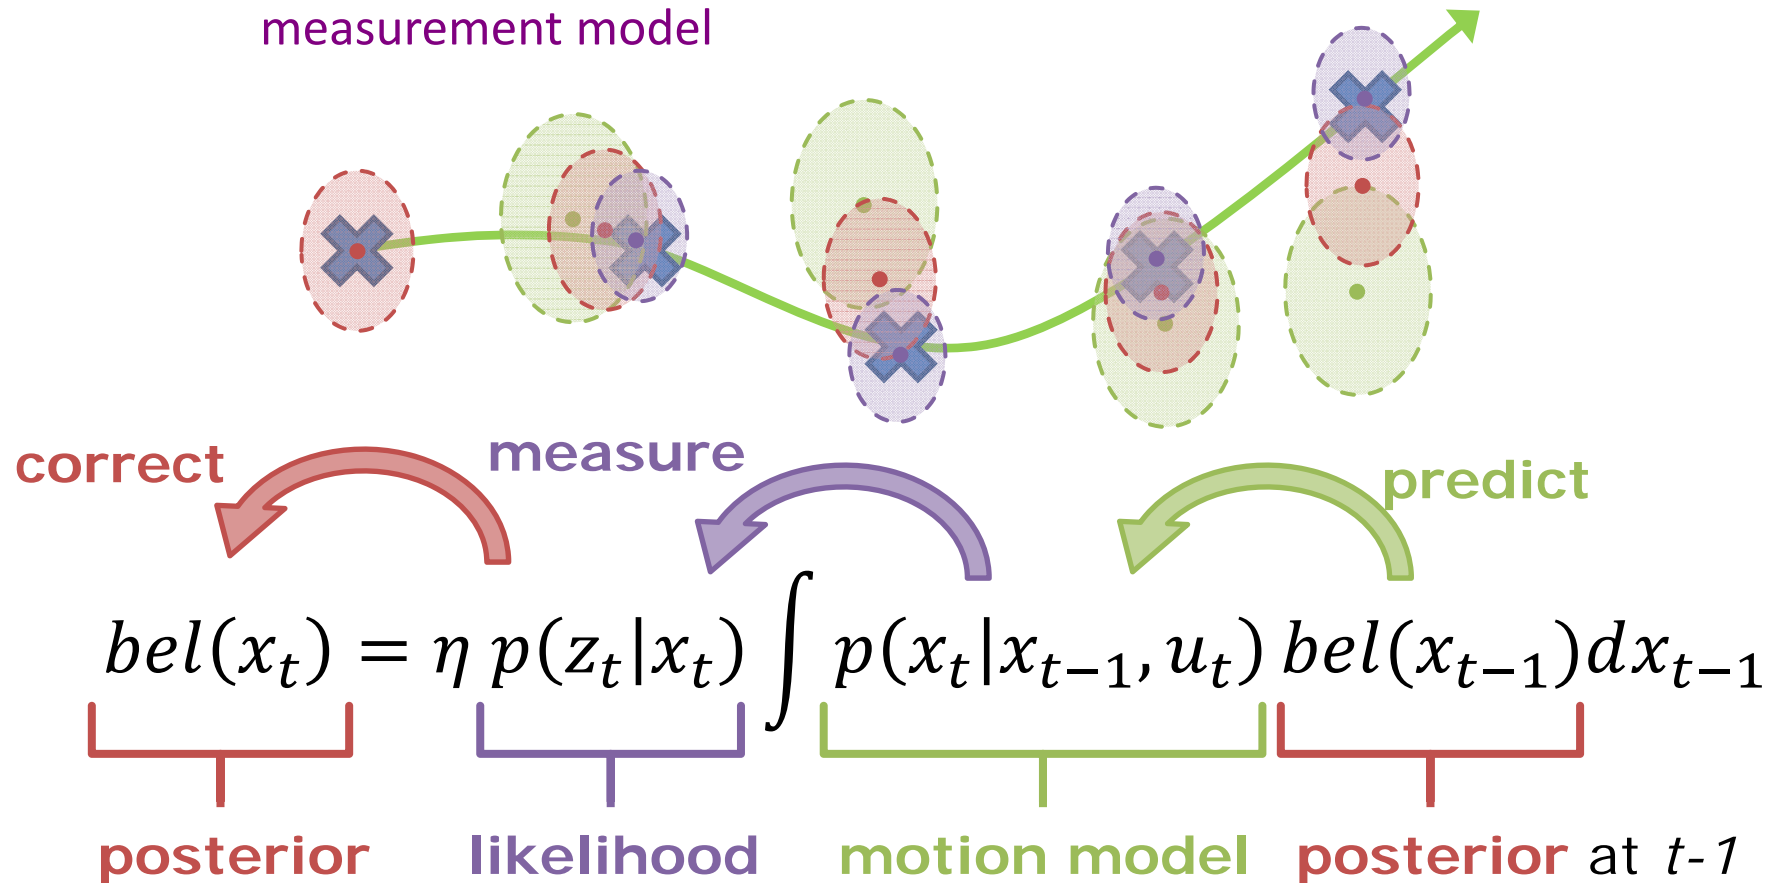 measurement model
correct
measure
predict
bel(x_t) = η p(z_t|x_t) ∫ p(x_t|x_{t−1}, u_t) bel(x_{t−1})dx_{t−1}
posterior likelihood motion model posterior at t-1